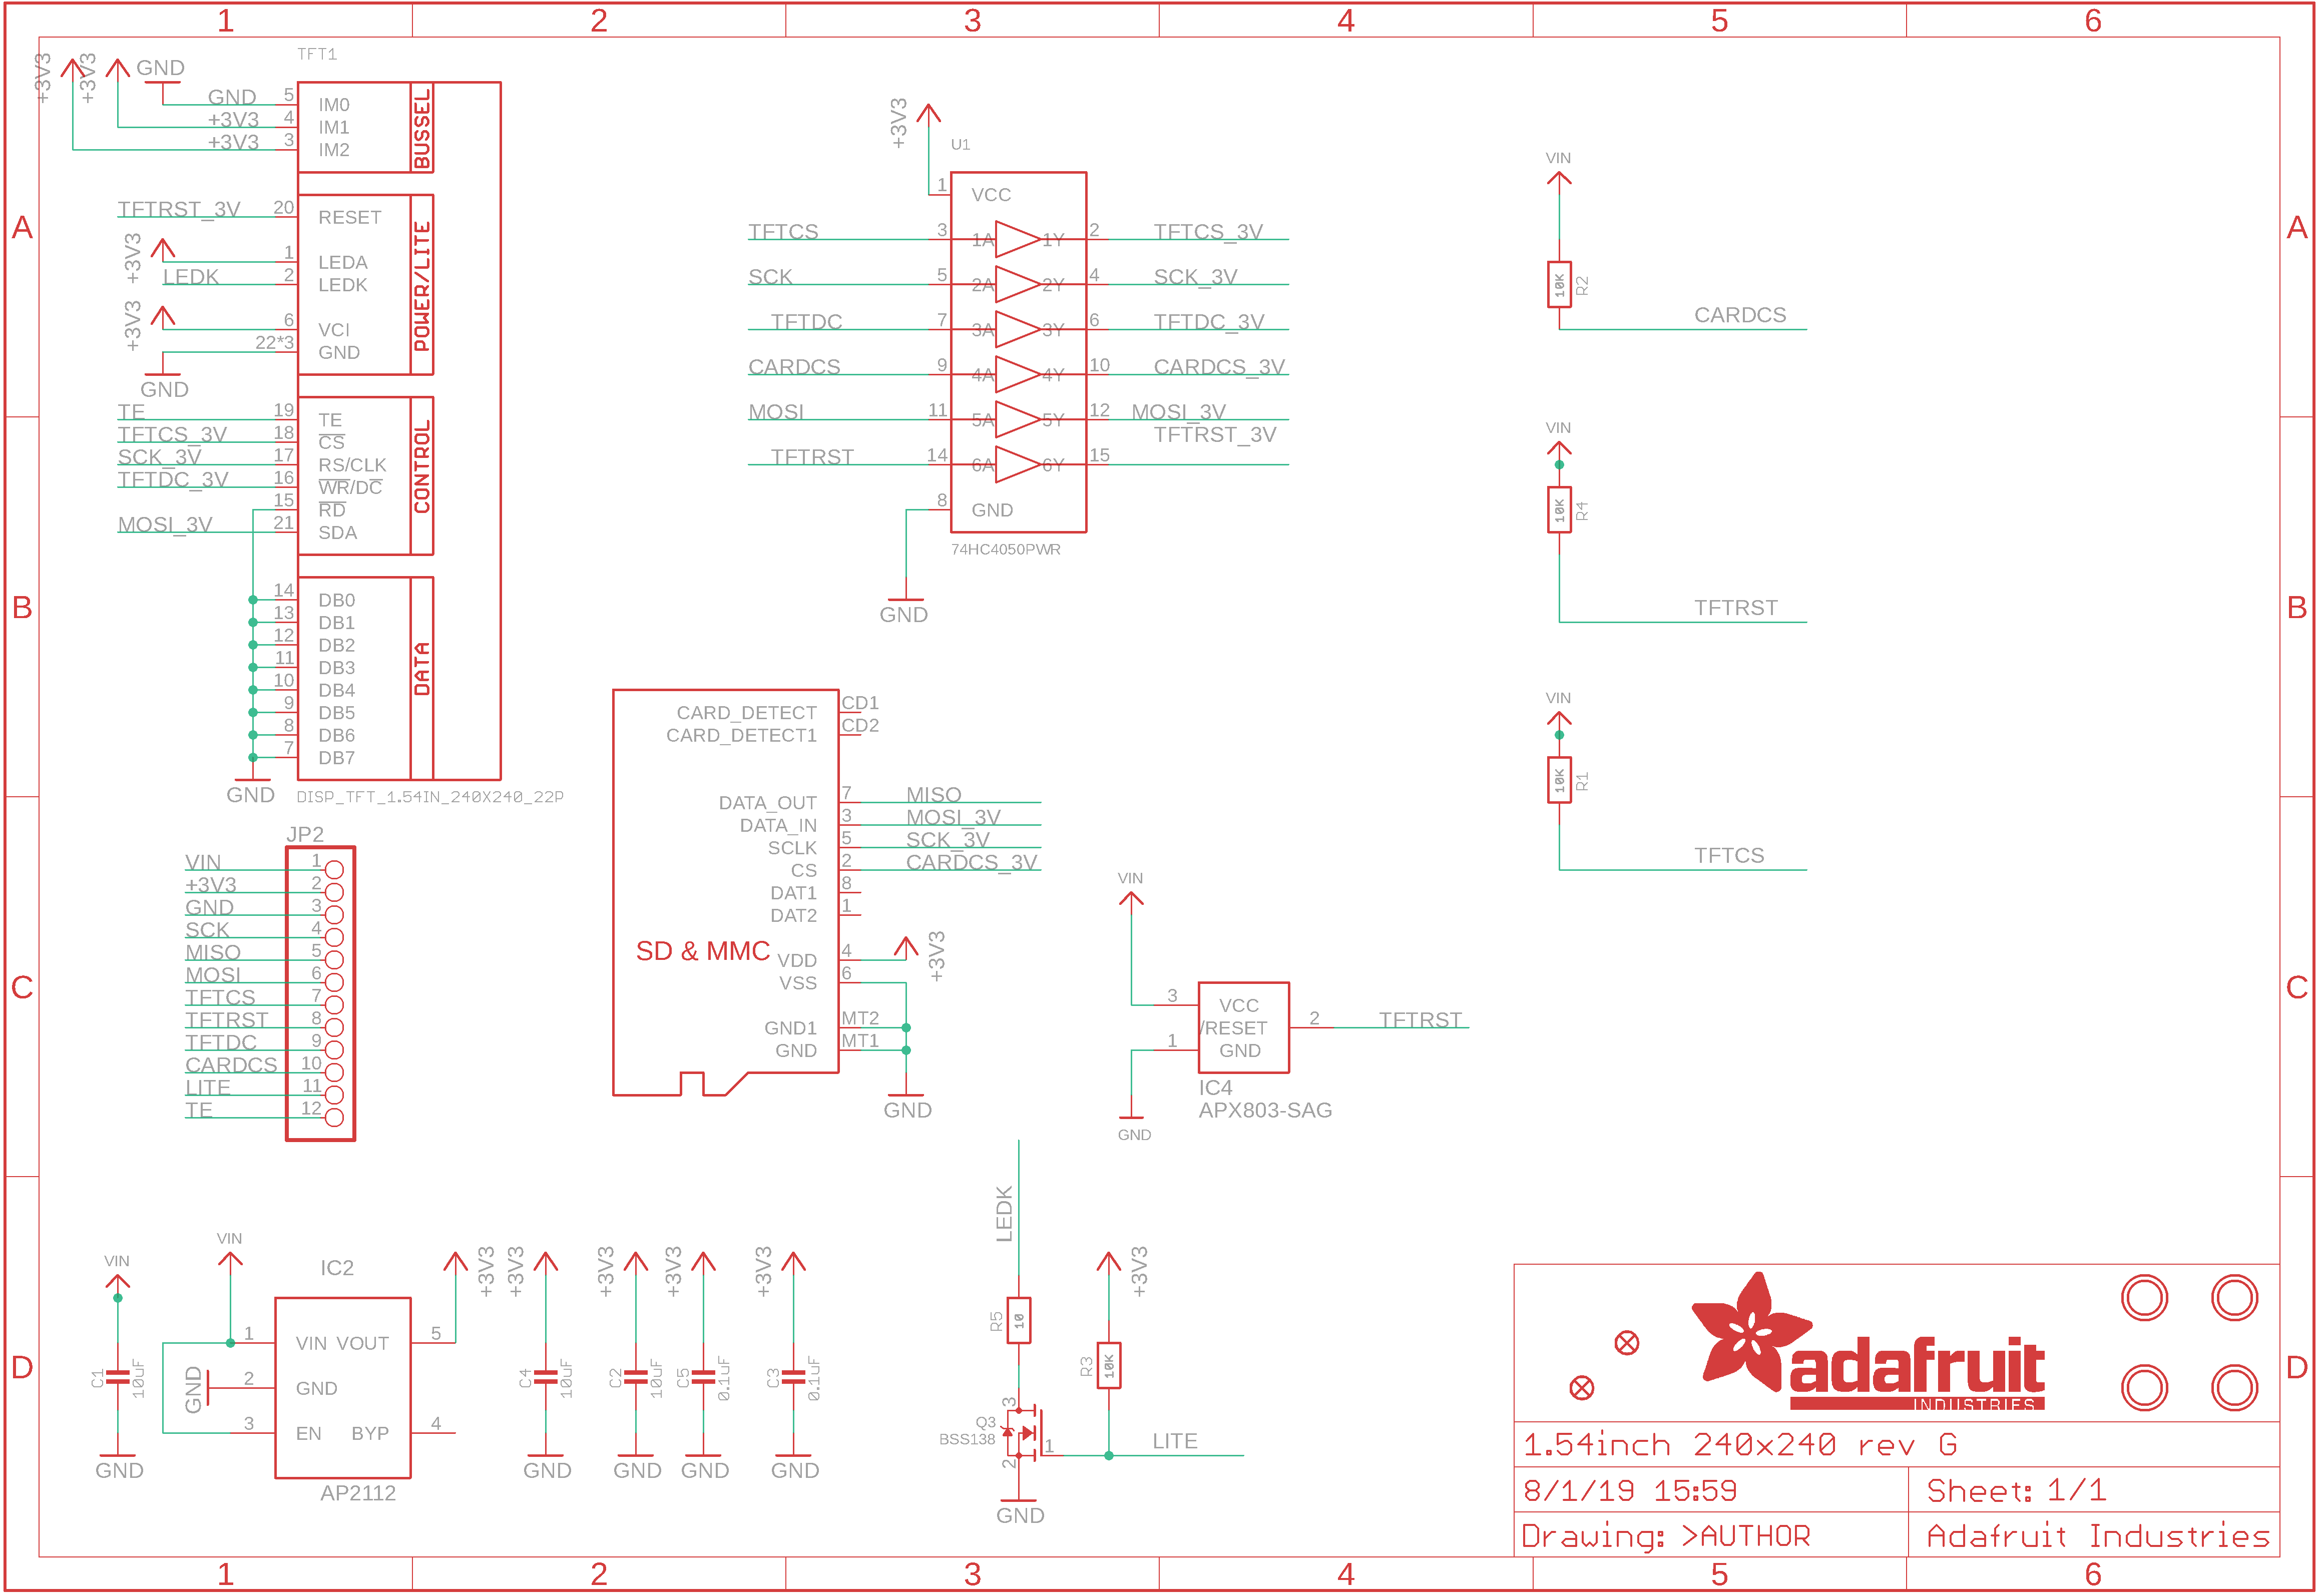 1 2 3 4 5 6
A
B
C
D
A
B
C
D
1 2 3 4 5 6
TFT1
+3V3
+3V3
GND
GND 5 IM0
+3V3 4 IM1
+3V3 3 IM2
BUSSEL
TFTRST_3V 20 RESET
+3V3
1 LEDA
LEDK 2 LEDK
+3V3
6 VCI
22*3 GND
GND
POWER/LITE
TE 19 TE
TFTCS_3V 18 CS
SCK_3V 17 RS/CLK
TFTDC_3V 16 WR/DC
15 RD
MOSI_3V 21 SDA
CONTROL
14 DB0
13 DB1
12 DB2
11 DB3
10 DB4
9 DB5
8 DB6
7 DB7
DATA
GND
DISP_TFT_1.54IN_240X240_22P
+3V3
U1
1 VCC
TFTCS 3 1A 1Y 2 TFTCS_3V
SCK 5 2A 2Y 4 SCK_3V
TFTDC 7 3A 3Y 6 TFTDC_3V
CARDCS 9 4A 4Y 10 CARDCS_3V
MOSI 11 5A 5Y 12 MOSI_3V
TFTRST 14 6A 6Y 15 TFTRST_3V
8 GND
74HC4050PWR
GND
VIN
10K R2
CARDCS
VIN
10K R4
TFTRST
VIN
10K R1
TFTCS
CARD_DETECT CD1
CARD_DETECT1 CD2
DATA_OUT 7 MISO
DATA_IN 3 MOSI_3V
SCLK 5 SCK_3V
CS 2 CARDCS_3V
DAT1 8
DAT2 1
SD & MMC
VDD 4 +3V3
VSS 6
GND1 MT2
GND MT1
GND
JP2
VIN 1
+3V3 2
GND 3
SCK 4
MISO 5
MOSI 6
TFTCS 7
TFTRST 8
TFTDC 9
CARDCS 10
LITE 11
TE 12
VIN
3 VCC
/RESET 2 TFTRST
1 GND
IC4
APX803-SAG
GND
VIN
C1 10uF
GND
VIN
IC2
1 VIN VOUT 5
+3V3
GND 2 GND
3 EN BYP 4
AP2112
+3V3
C4 10uF
GND
+3V3
C2 10uF
GND
+3V3
C5 0.1uF
GND
+3V3
C3 0.1uF
GND
LEDK
R5 10
+3V3
R3 10K
3
Q3
BSS138
1 LITE
2
GND
adafruit
INDUSTRIES
1.54inch 240x240 rev G
8/1/19 15:59
Sheet: 1/1
Drawing: >AUTHOR
Adafruit Industries